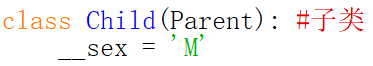 class Child(Parent): #子类
    __sex = 'M'